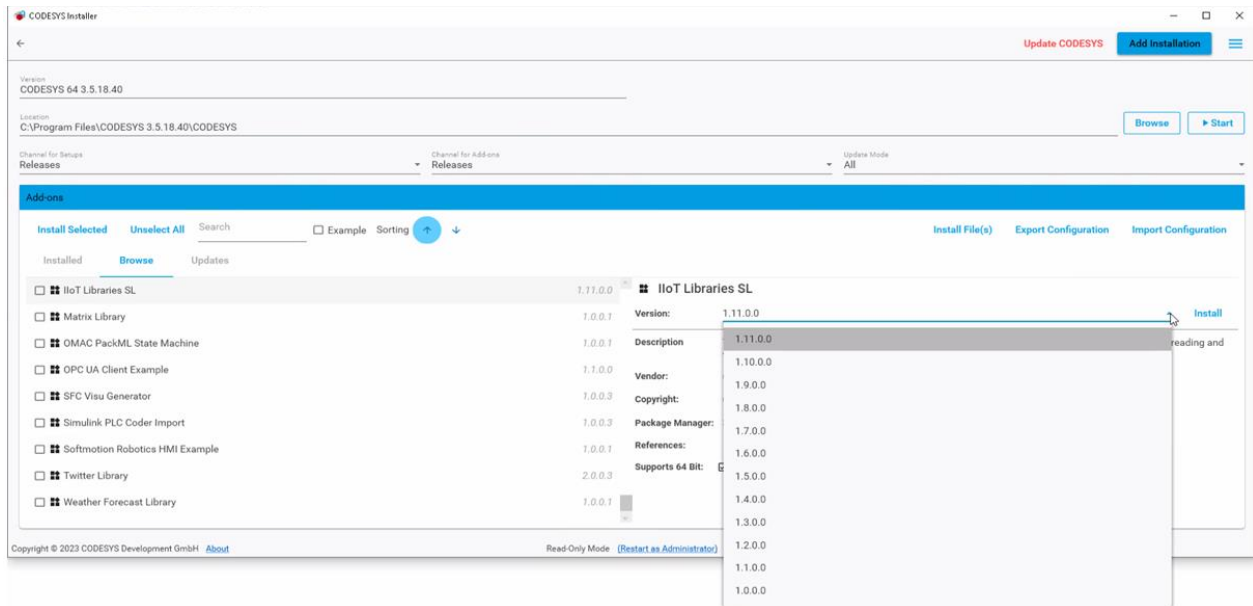 CODESYS Installer
Update CODESYS Add Installation
Version
CODESYS 64 3.5.18.40
Location
C:\Program Files\CODESYS 3.5.18.40\CODESYS
Browse Start
Channel for Setups Channel for Add-ons Update Mode
Releases Releases All
Add-ons
Install Selected Unselect All Search Example Sorting Install File(s) Export Configuration Import Configuration
Installed Browse Updates
IIoT Libraries SL 1.11.0.0
Matrix Library 1.0.0.1
OMAC PackML State Machine 1.0.0.1
OPC UA Client Example 1.1.0.0
SFC Visu Generator 1.0.0.3
Simulink PLC Coder Import 1.0.0.3
Softmotion Robotics HMI Example 1.0.0.1
Twitter Library 2.0.0.3
Weather Forecast Library 1.0.0.1
IIoT Libraries SL
Version: 1.11.0.0 Install
Description reading and
Vendor:
Copyright:
Package Manager:
References:
Supports 64 Bit:
1.11.0.0
1.10.0.0
1.9.0.0
1.8.0.0
1.7.0.0
1.6.0.0
1.5.0.0
1.4.0.0
1.3.0.0
1.2.0.0
1.1.0.0
1.0.0.0
Copyright © 2023 CODESYS Development GmbH About Read-Only Mode (Restart as Administrator)